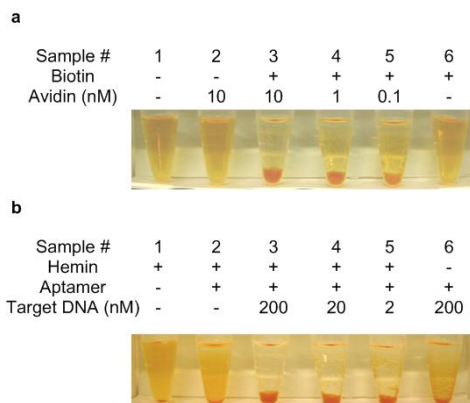 a
Sample # 1 2 3 4 5 6
Biotin - - + + + +
Avidin (nM) - 10 10 1 0.1 -
b
Sample # 1 2 3 4 5 6
Hemin + + + + + -
Aptamer - + + + + +
Target DNA (nM) - - 200 20 2 200